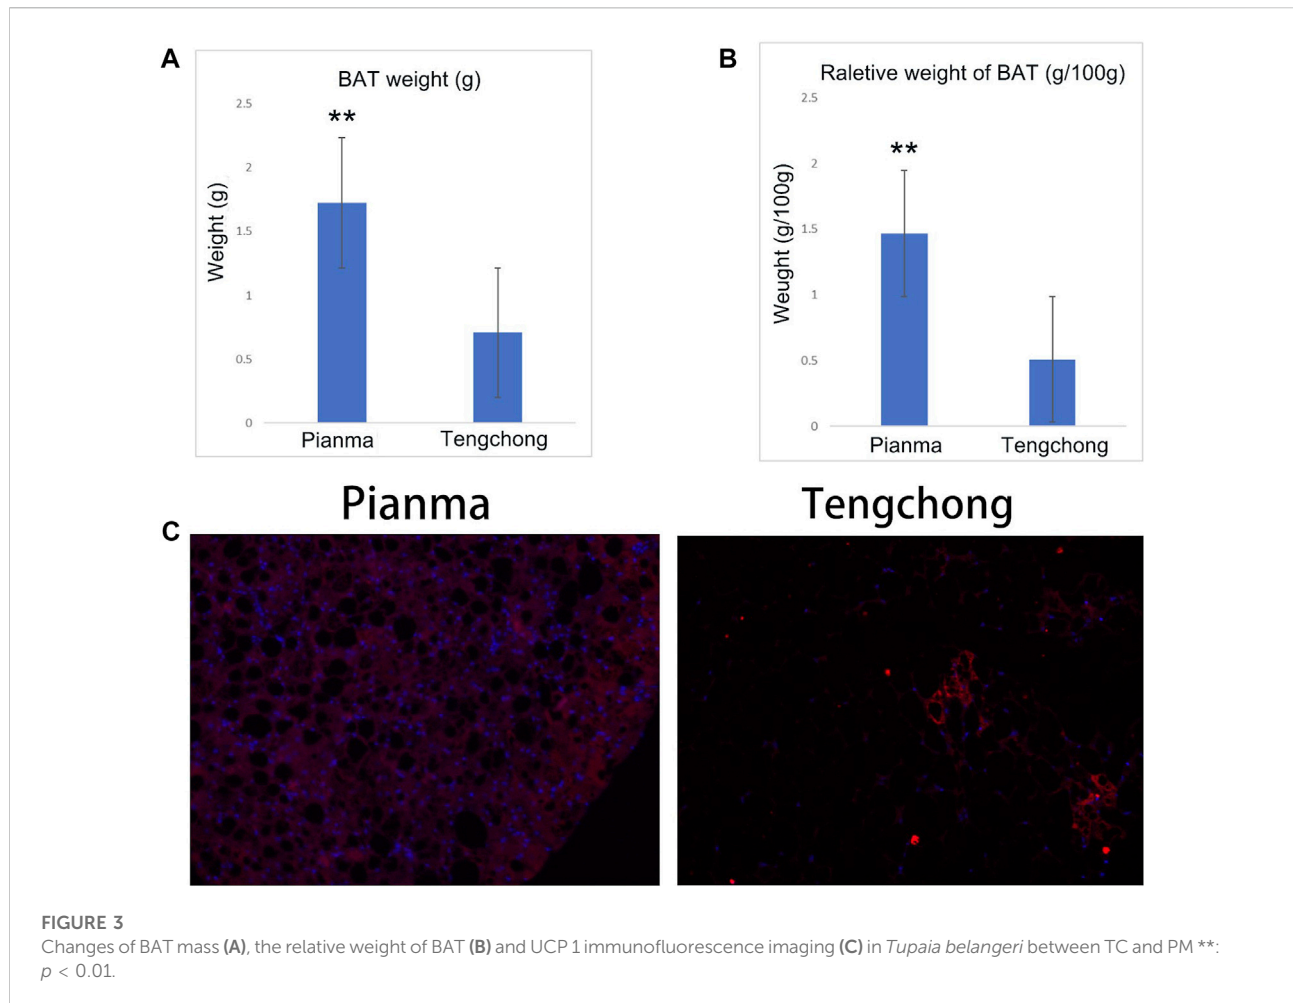 A
BAT weight (g)
2.5
**
2
1.5
1
0.5
0
Weight (g)
Pianma
Tengchong
B
Raletive weight of BAT (g/100g)
2.5
2
**
1.5
1
0.5
0
Weught (g/100g)
Pianma
Tengchong
Pianma
Tengchong
C
FIGURE 3
Changes of BAT mass (A), the relative weight of BAT (B) and UCP 1 immunofluorescence imaging (C) in Tupaia belangeri between TC and PM **:
p < 0.01.